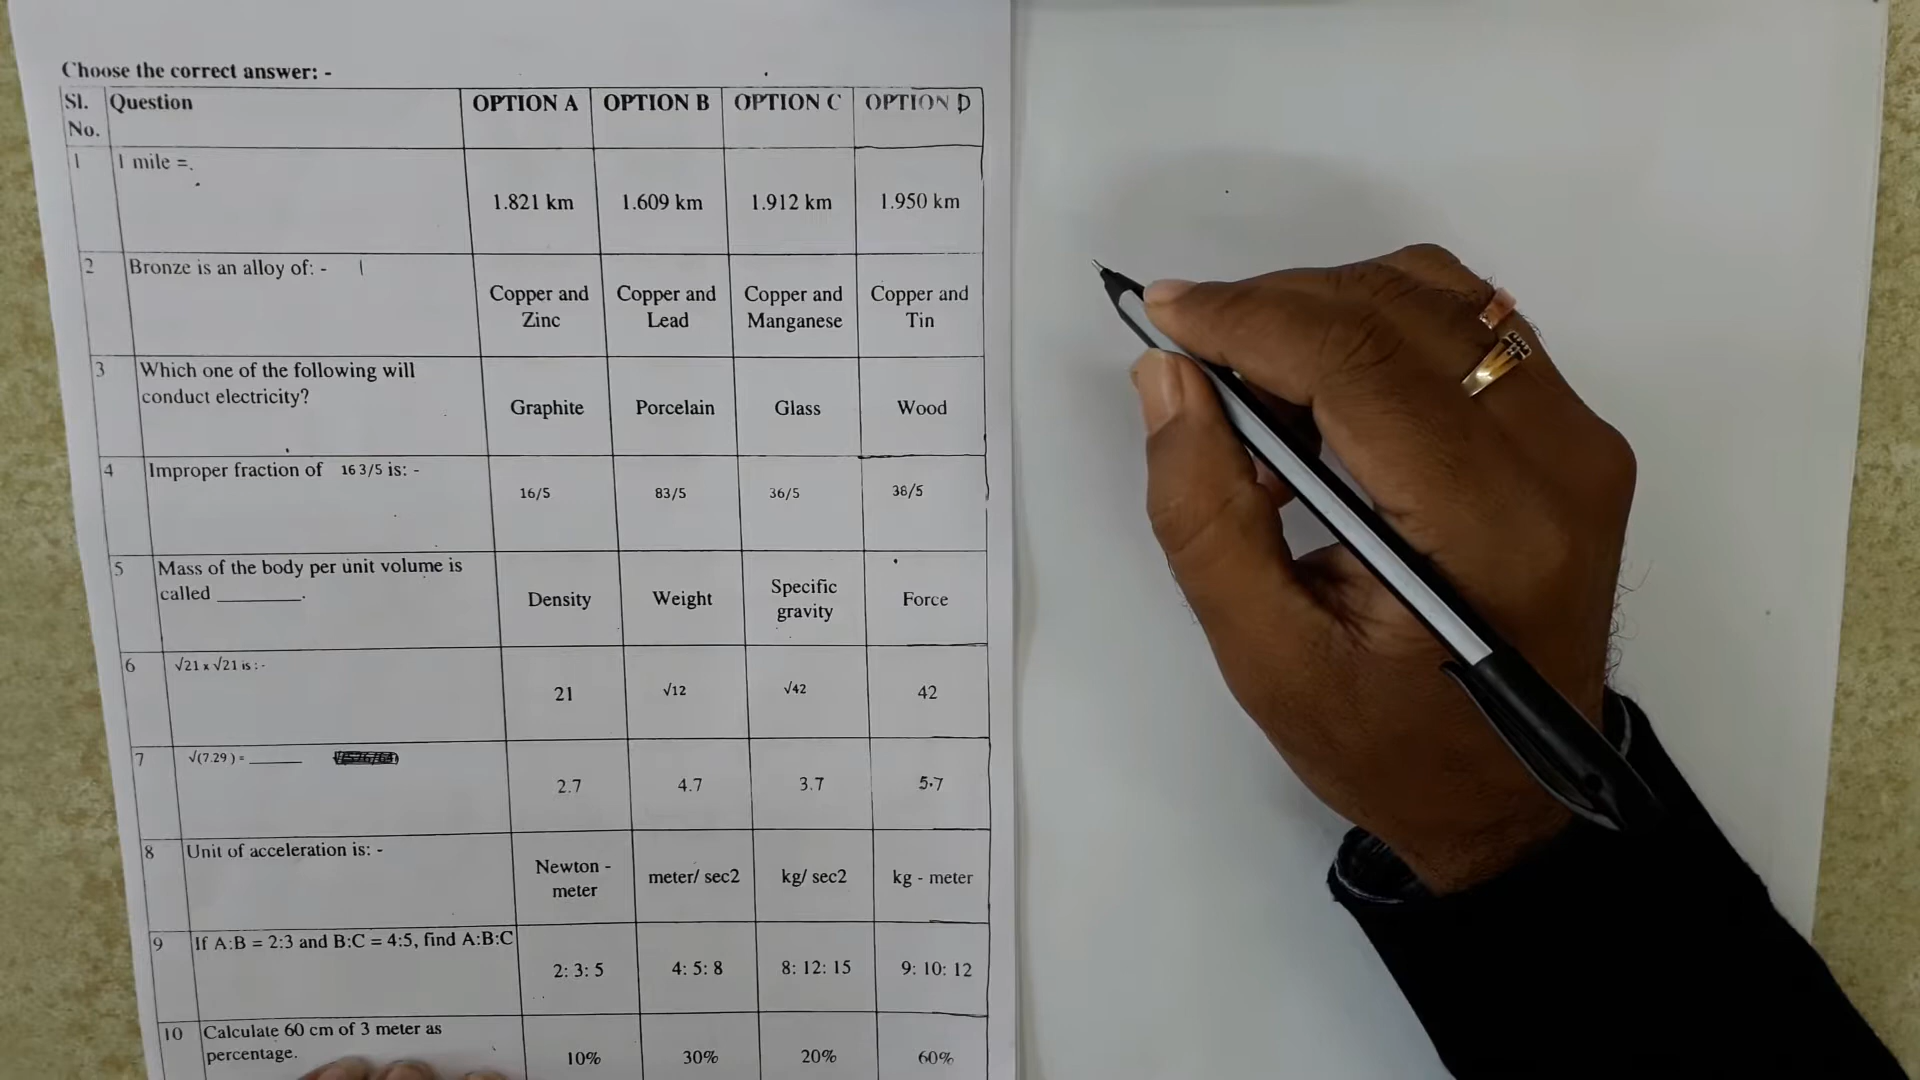 Choose the correct answer: -
Sl. No. Question OPTION A OPTION B OPTION C OPTION D
1 1 mile =. 1.821 km 1.609 km 1.912 km 1.950 km
2 Bronze is an alloy of: - Copper and Zinc Copper and Lead Copper and Manganese Copper and Tin
3 Which one of the following will conduct electricity? Graphite Porcelain Glass Wood
4 Improper fraction of 16 3/5 is: - 16/5 83/5 36/5 38/5
5 Mass of the body per unit volume is called _________. Density Weight Specific gravity Force
6 √21 x √21 is : - 21 √12 √42 42
7 √(7.29 ) = _______ 2.7 4.7 3.7 5.7
8 Unit of acceleration is: - Newton - meter meter/ sec2 kg/ sec2 kg - meter
9 If A:B = 2:3 and B:C = 4:5, find A:B:C 2: 3: 5 4: 5: 8 8: 12: 15 9: 10: 12
10 Calculate 60 cm of 3 meter as percentage. 10% 30% 20% 60%